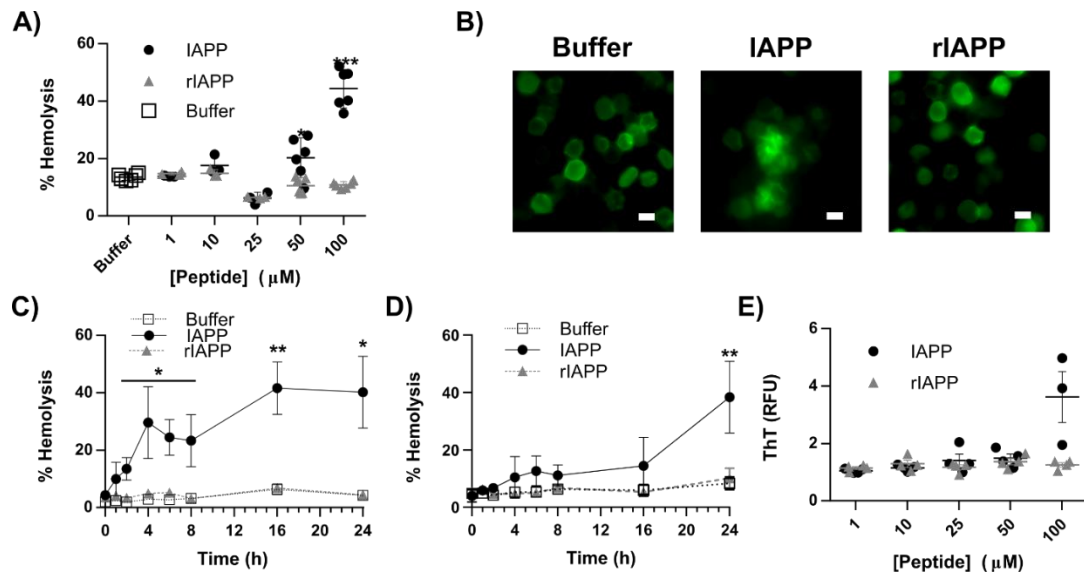 A)
IAPP
rIAPP
Buffer
% Hemolysis
60
40
20
0
***
*
Buffer
1
10
25
50
100
[Peptide] (μM)
B)
Buffer
IAPP
rIAPP
C)
Buffer
IAPP
rIAPP
% Hemolysis
60
40
20
0
*
**
*
0
4
8
12
16
20
24
Time (h)
D)
Buffer
IAPP
rIAPP
% Hemolysis
60
40
20
0
**
0
4
8
12
16
20
24
Time (h)
E)
IAPP
rIAPP
ThT (RFU)
6
4
2
0
1
10
25
50
100
[Peptide] (μM)